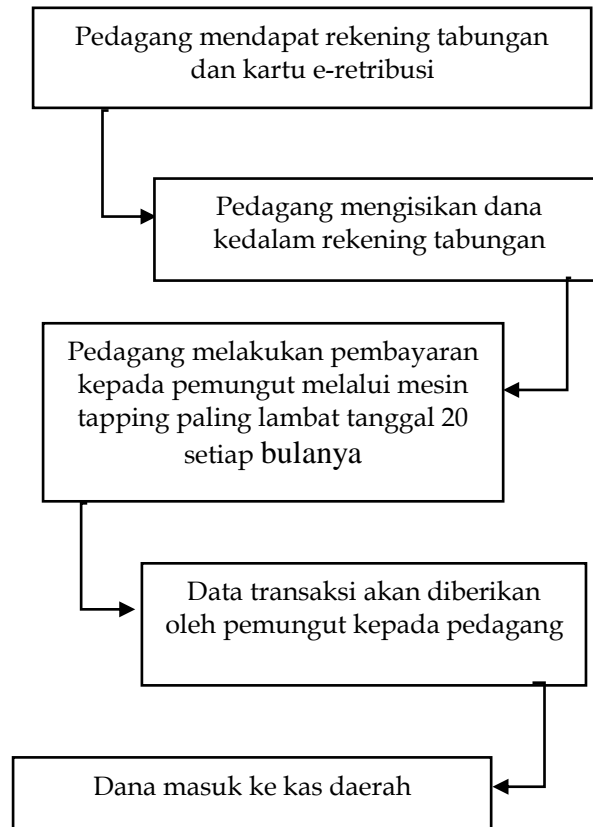 Pedagang mendapat rekening tabungan
dan kartu e-retribusi
Pedagang mengisikan dana
kedalam rekening tabungan
Pedagang melakukan pembayaran
kepada pemungut melalui mesin
tapping paling lambat tanggal 20
setiap bulanya
Data transaksi akan diberikan
oleh pemungut kepada pedagang
Dana masuk ke kas daerah